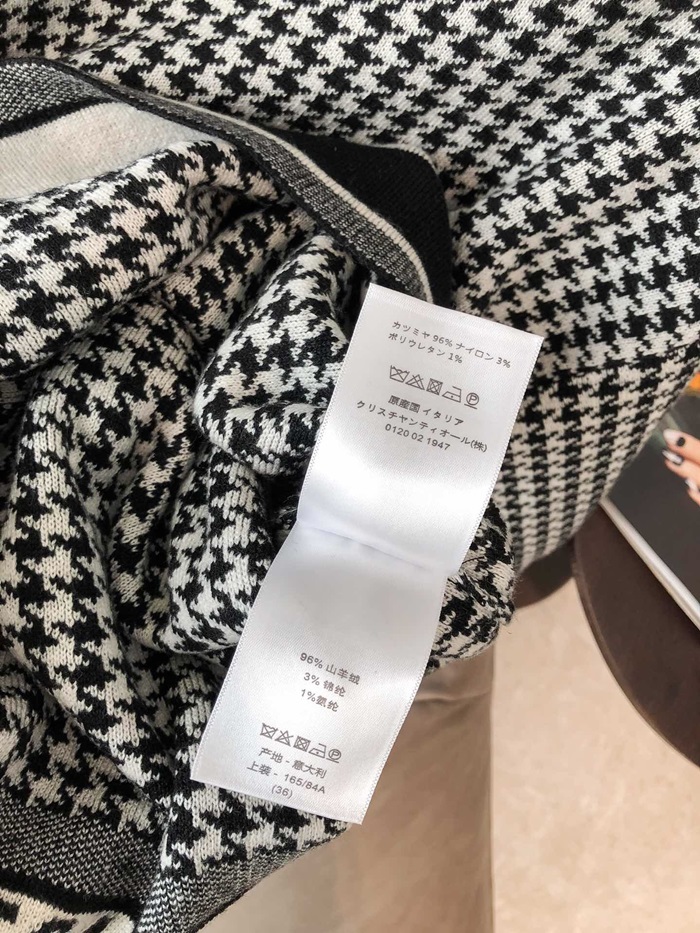 カツミヤ 96% ナイロン 3%
ポリウレタン 1%
原産国 イタリア
クリスチャンディオール(株)
0120 02 1947
96% 山羊绒
3% 锦纶
1%氨纶
产地 - 意大利
上装 - 165/84A
(36)